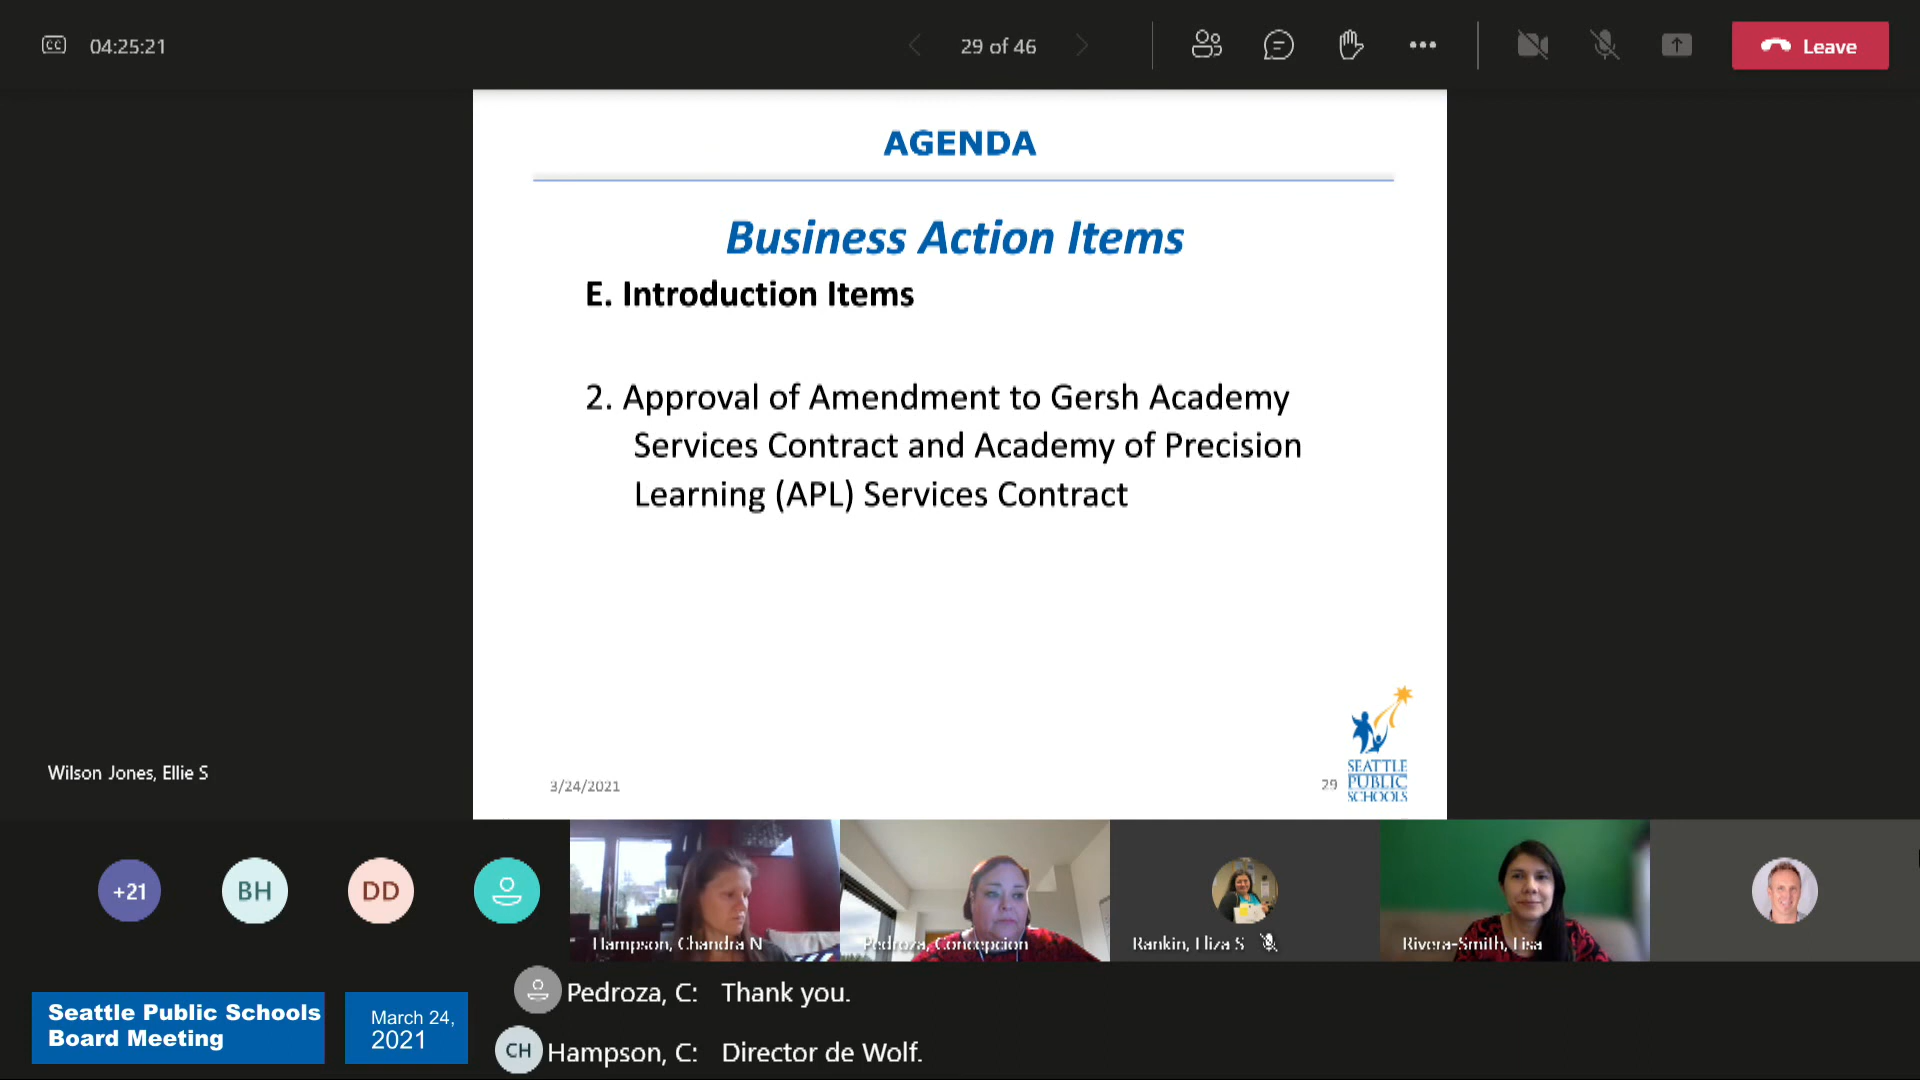 CC 04:25:21
29 of 46
Leave
AGENDA
Business Action Items
E. Introduction Items
2. Approval of Amendment to Gersh Academy
Services Contract and Academy of Precision
Learning (APL) Services Contract
Wilson Jones, Ellie S
3/24/2021
29
SEATTLE
PUBLIC
SCHOOLS
+21
BH
DD
Hampson, Chandra N
Pedroza, Concepcion
Rankin, Eliza S
Rivera-Smith, Lisa
Pedroza, C: Thank you.
CH Hampson, C: Director de Wolf.
Seattle Public Schools
Board Meeting
March 24,
2021